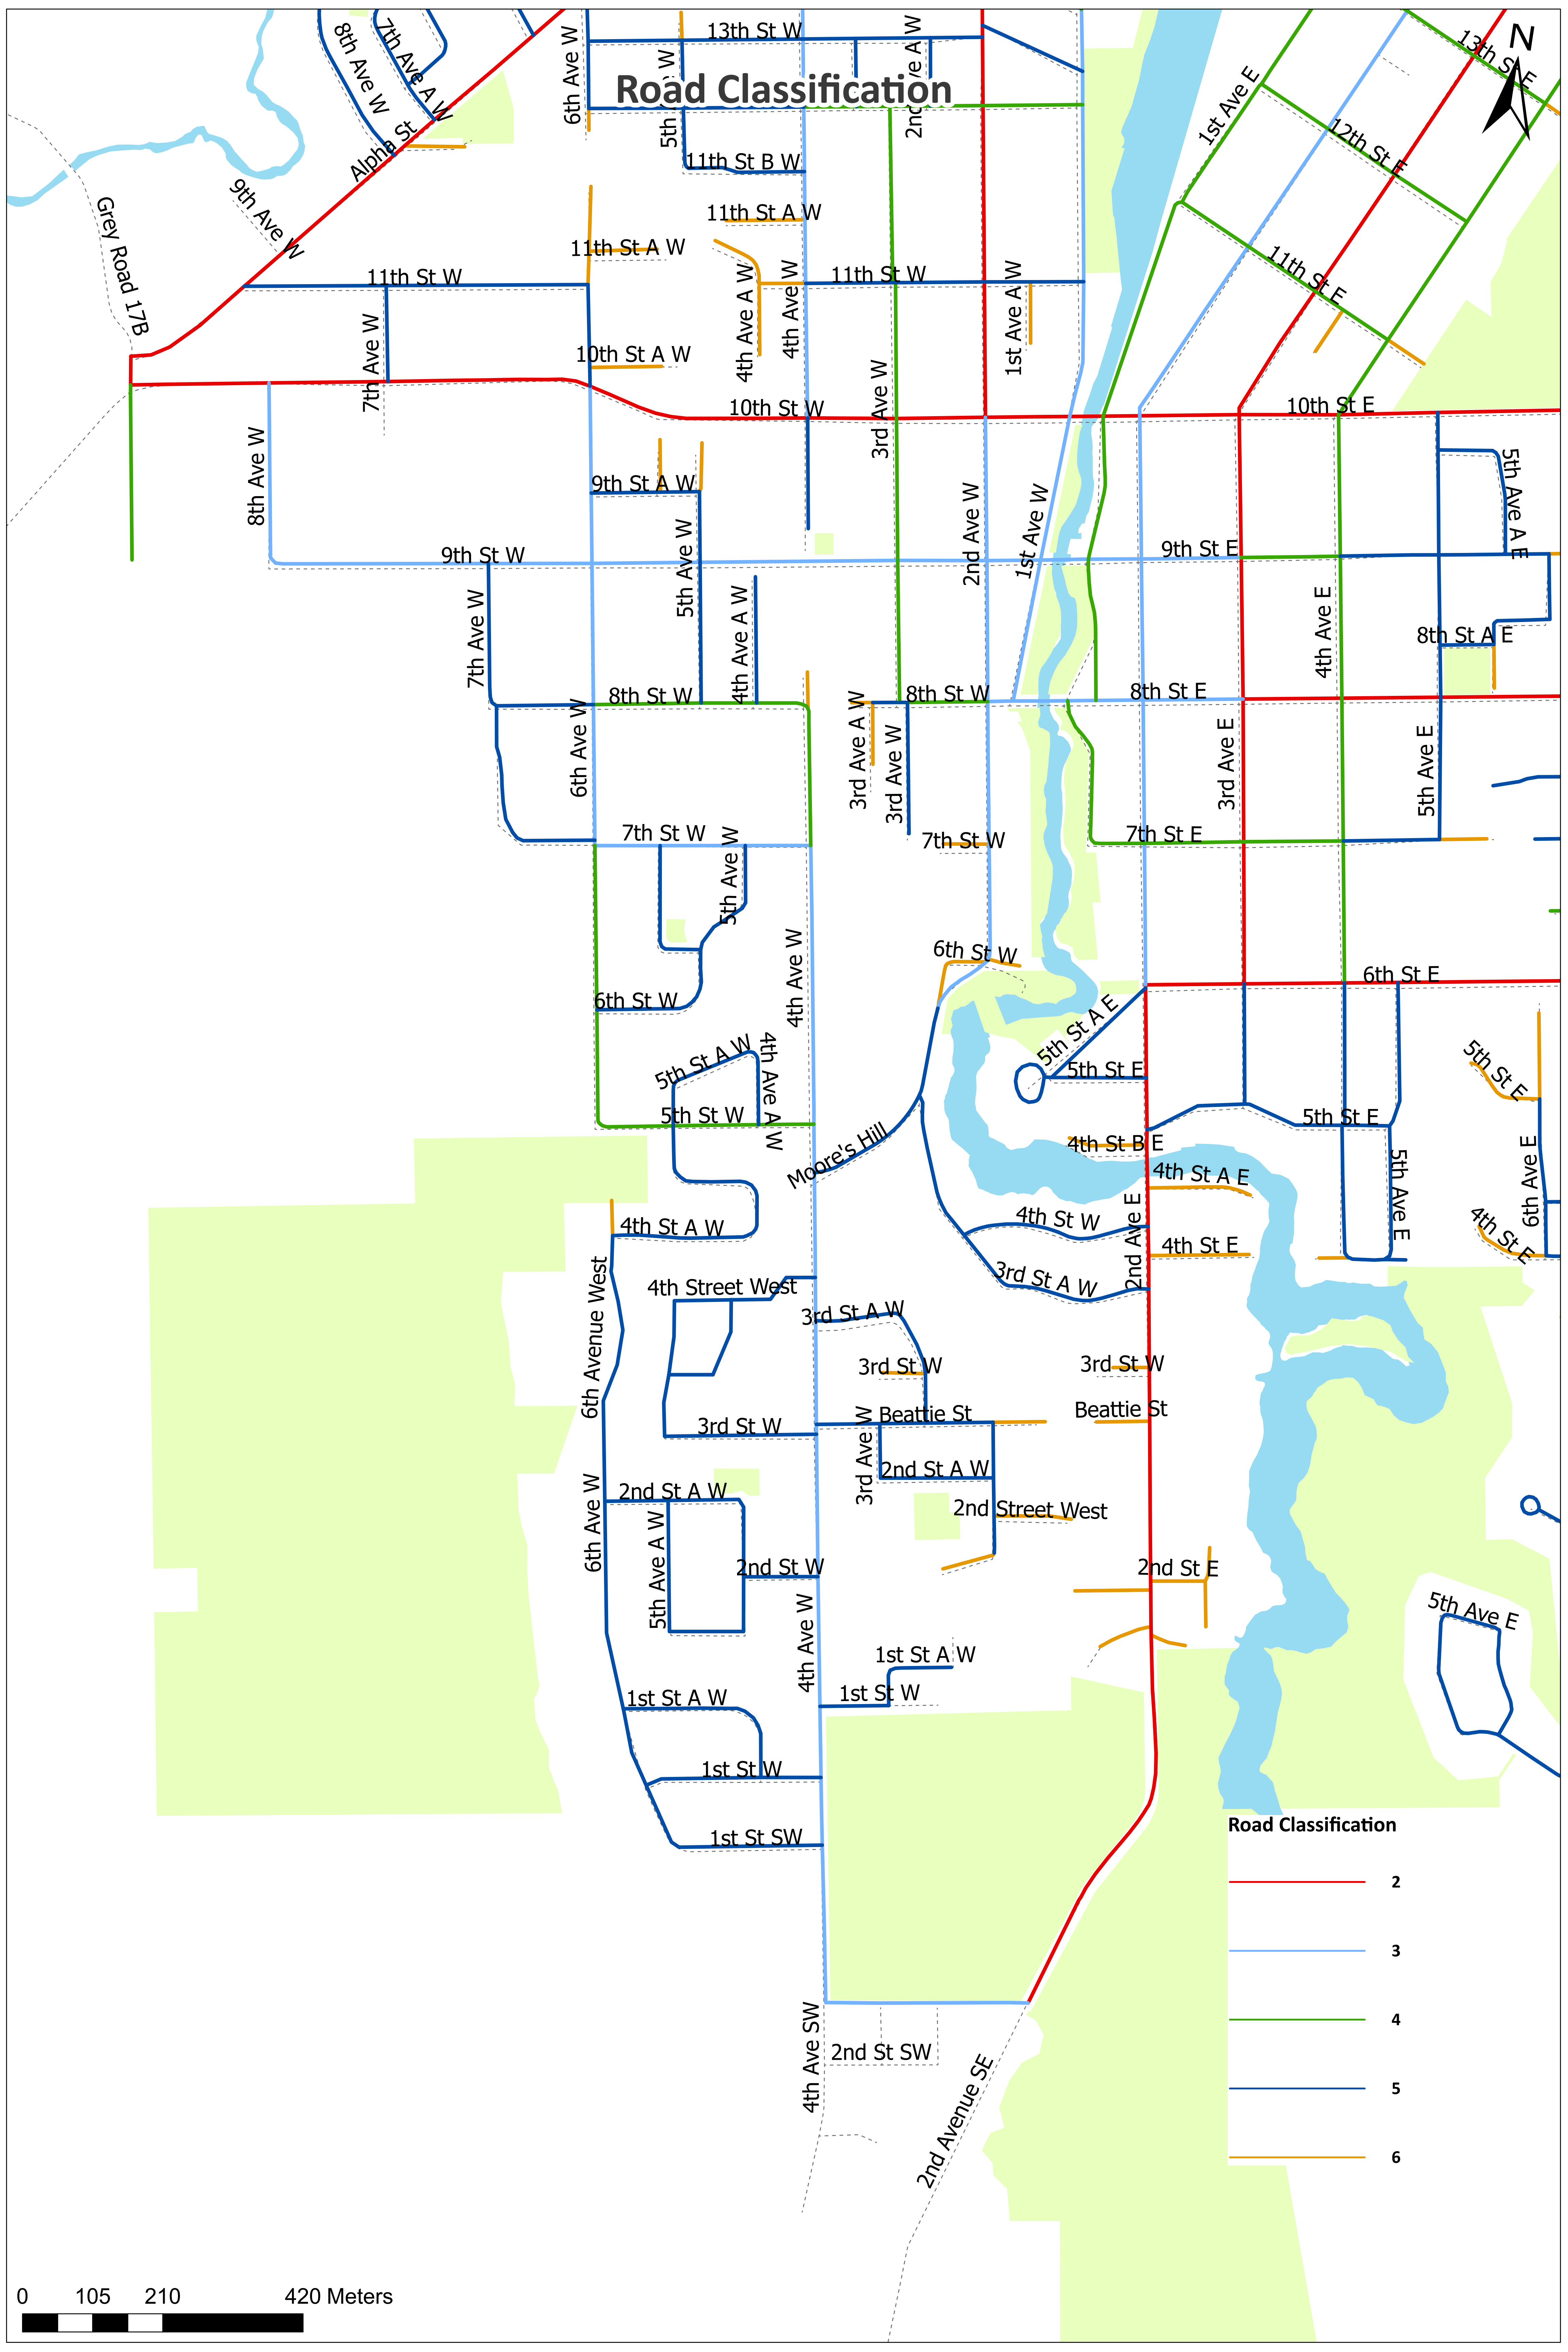 13th St W
8th Ave W
7th Ave A W
6th Ave W
5th
W
2nd
ve A W
Road Classification
13th St E
N
1st Ave E
12th St E
Alpha St
11th St B W
9th Ave W
Grey Road 17B
11th St A W
11th St A W
11th St W
11th St W
11th St E
4th Ave A W
4th Ave W
1st Ave A W
7th Ave W
10th St A W
3rd Ave W
10th St W
10th St E
8th Ave W
9th St A W
5th Ave A E
9th St W
5th Ave W
2nd Ave W
1st Ave W
9th St E
7th Ave W
4th Ave A W
4th Ave E
8th St A E
8th St W
8th St W
8th St E
6th Ave W
3rd Ave A W
3rd Ave W
3rd Ave E
5th Ave E
7th St W
7th St W
7th St E
5th Ave W
4th Ave W
6th St W
6th St E
6th St W
5th St A E
5th St A W
4th Ave A W
5th St E
5th St E
5th St W
5th St E
Moore's Hill
4th St B E
4th St A E
5th Ave E
6th Ave E
4th St A W
4th St W
2nd Ave E
4th St E
4th St E
6th Avenue West
4th Street West
3rd St A W
3rd St A W
3rd St W
3rd St W
3rd St W
Beattie St
Beattie St
3rd Ave W
2nd St A W
6th Ave W
2nd St A W
5th Ave A W
2nd Street West
2nd St W
2nd St E
4th Ave W
5th Ave E
1st St A W
1st St W
1st St A W
1st St W
1st St SW
Road Classification
2
3
4
5
6
4th Ave SW
2nd St SW
2nd Avenue SE
0 105 210 420 Meters